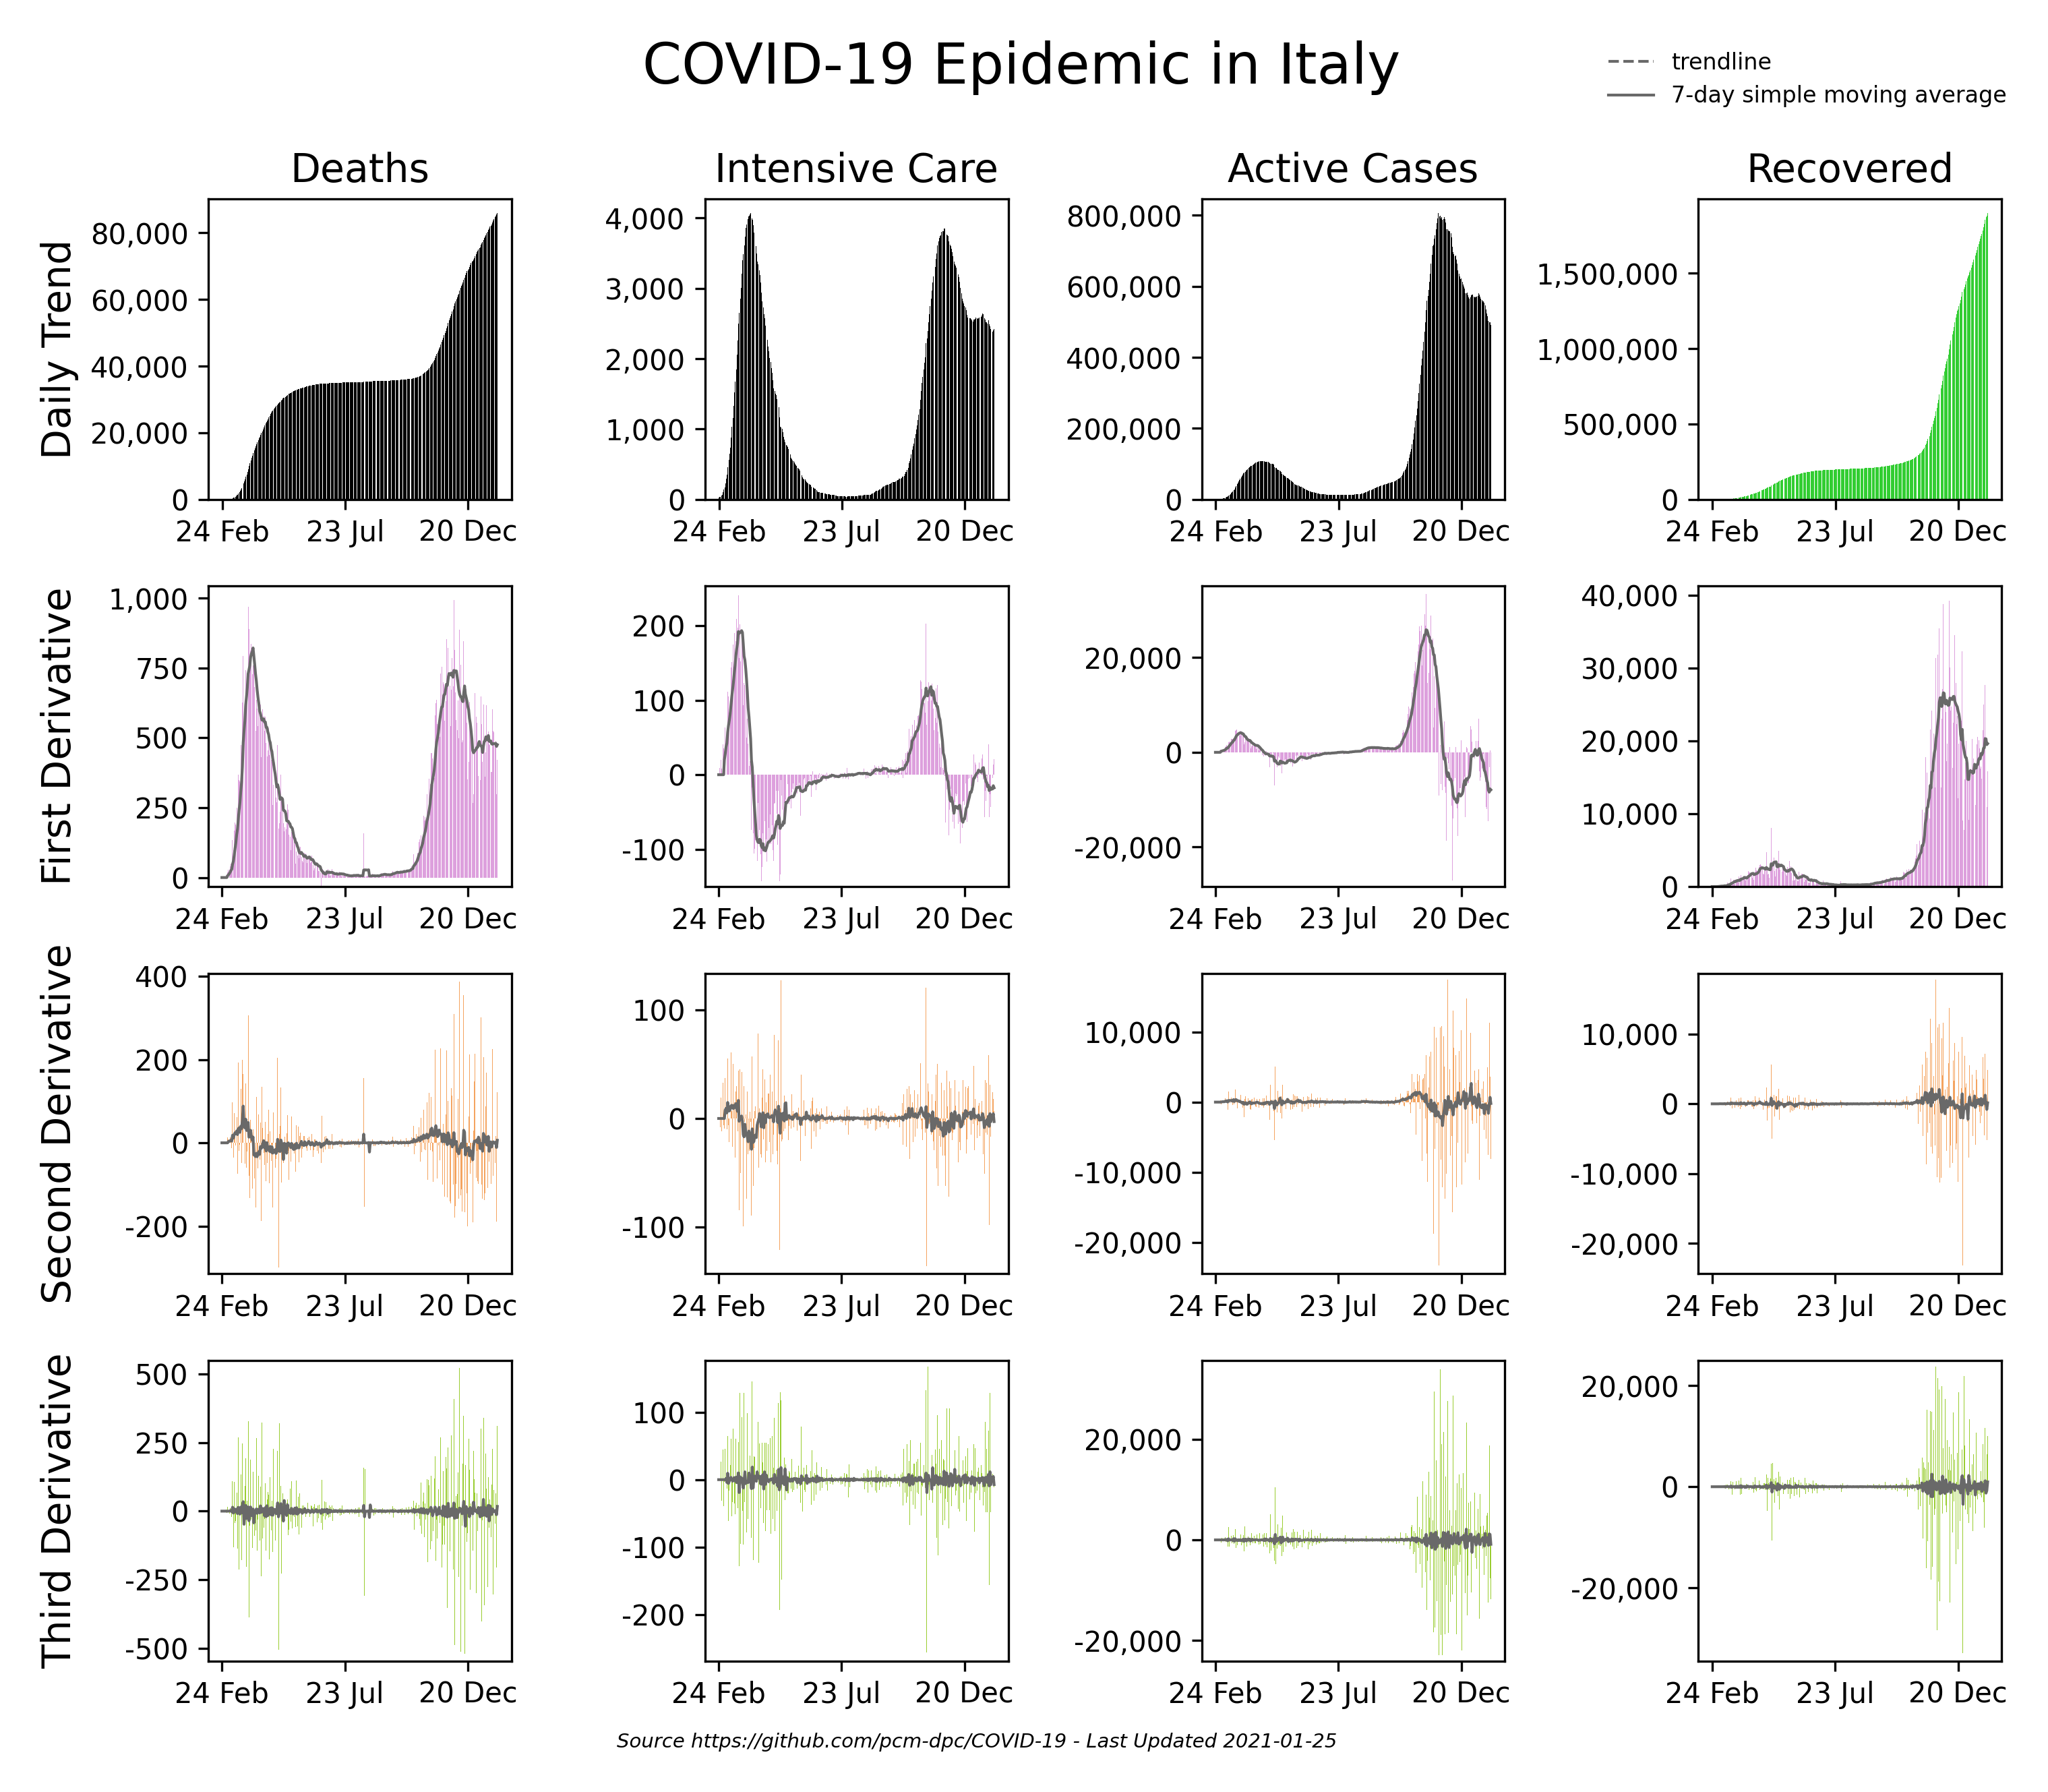 COVID-19 Epidemic in Italy
trendline
7-day simple moving average
Deaths
Intensive Care
Active Cases
Recovered
Daily Trend
80,000
60,000
40,000
20,000
0
24 Feb
23 Jul
20 Dec
4,000
3,000
2,000
1,000
0
24 Feb
23 Jul
20 Dec
800,000
600,000
400,000
200,000
0
24 Feb
23 Jul
20 Dec
1,500,000
1,000,000
500,000
0
24 Feb
23 Jul
20 Dec
First Derivative
1,000
750
500
250
0
24 Feb
23 Jul
20 Dec
200
100
0
-100
24 Feb
23 Jul
20 Dec
20,000
0
-20,000
24 Feb
23 Jul
20 Dec
40,000
30,000
20,000
10,000
0
24 Feb
23 Jul
20 Dec
Second Derivative
400
200
0
-200
24 Feb
23 Jul
20 Dec
100
0
-100
24 Feb
23 Jul
20 Dec
10,000
0
-10,000
-20,000
24 Feb
23 Jul
20 Dec
10,000
0
-10,000
-20,000
24 Feb
23 Jul
20 Dec
Third Derivative
500
250
0
-250
-500
24 Feb
23 Jul
20 Dec
100
0
-100
-200
24 Feb
23 Jul
20 Dec
20,000
0
-20,000
24 Feb
23 Jul
20 Dec
20,000
0
-20,000
24 Feb
23 Jul
20 Dec
Source https://github.com/pcm-dpc/COVID-19 - Last Updated 2021-01-25